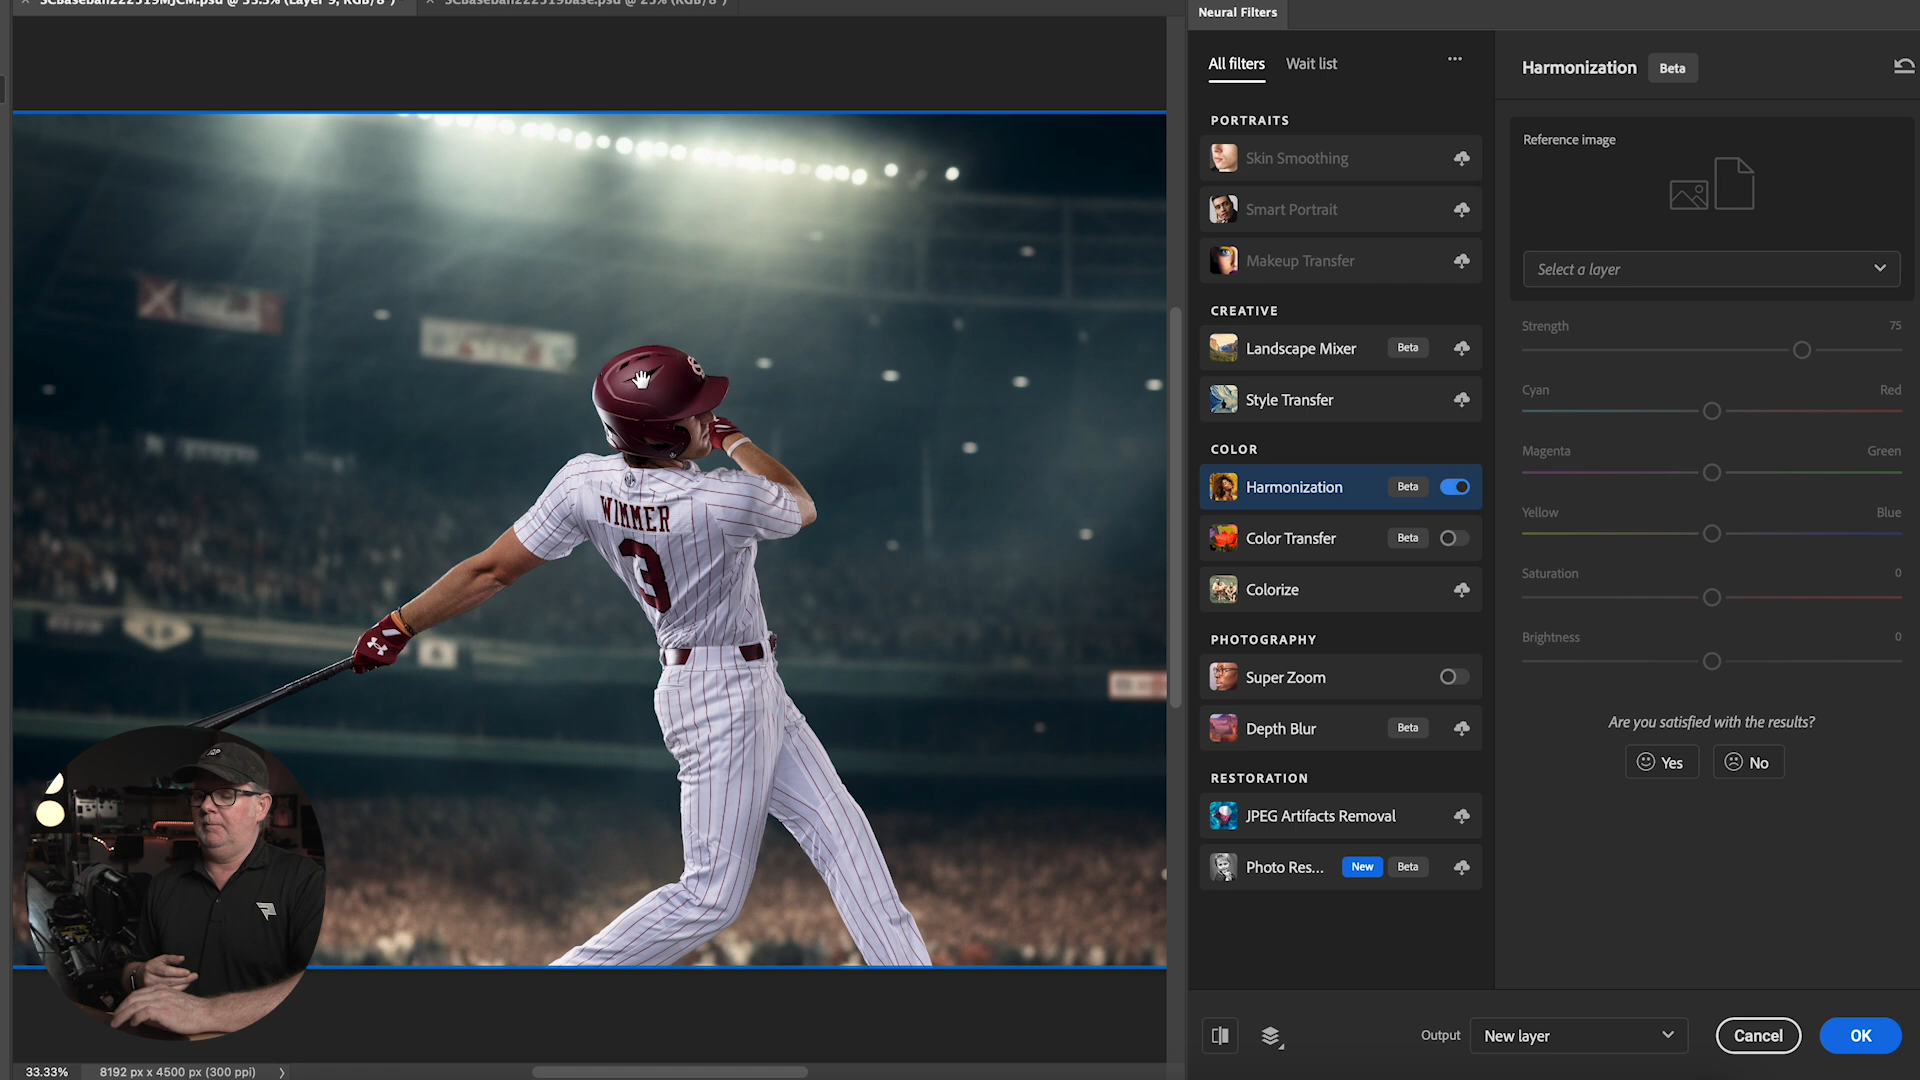 Neural Filters
All filters
Wait list
PORTRAITS
Skin Smoothing
Smart Portrait
Makeup Transfer
CREATIVE
Landscape Mixer
Beta
Style Transfer
COLOR
Harmonization
Beta
Color Transfer
Beta
Colorize
PHOTOGRAPHY
Super Zoom
Depth Blur
Beta
RESTORATION
JPEG Artifacts Removal
Photo Res...
New
Beta
Harmonization
Beta
Reference image
Select a layer
Strength
75
Cyan
Red
Magenta
Green
Yellow
Blue
Saturation
0
Brightness
0
Are you satisfied with the results?
Yes
No
Output
New layer
Cancel
OK
WIMMER
3
33.33%
8192 px x 4500 px (300 ppi)